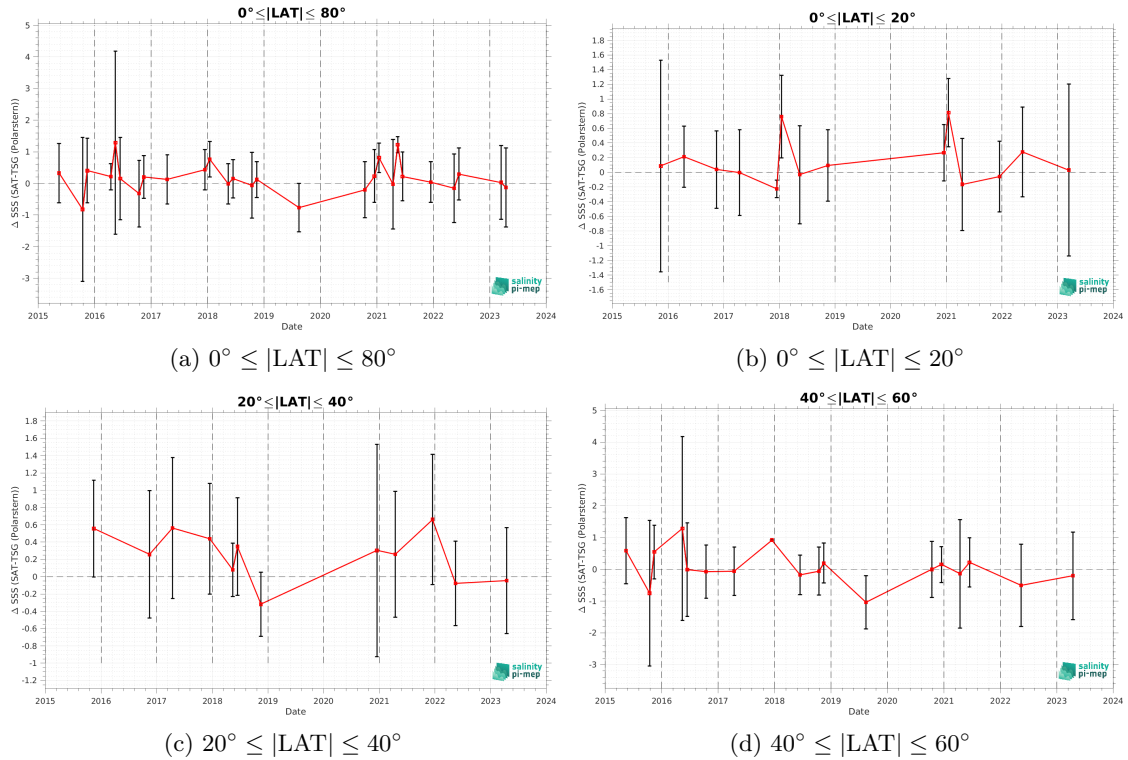 0°≤|LAT|≤ 80°
Δ SSS (SAT-TSG (Polarstern))
5
4
3
2
1
0
-1
-2
-3
2015 2016 2017 2018 2019 2020 2021 2022 2023 2024
Date
salinity
pi-mep
(a) 0° ≤ |LAT| ≤ 80°
0°≤|LAT|≤ 20°
Δ SSS (SAT-TSG (Polarstern))
1.8
1.6
1.4
1.2
1
0.8
0.6
0.4
0.2
0
-0.2
-0.4
-0.6
-0.8
-1
-1.2
-1.4
-1.6
2015 2016 2017 2018 2019 2020 2021 2022 2023 2024
Date
salinity
pi-mep
(b) 0° ≤ |LAT| ≤ 20°
20°≤|LAT|≤ 40°
Δ SSS (SAT-TSG (Polarstern))
1.8
1.6
1.4
1.2
1
0.8
0.6
0.4
0.2
0
-0.2
-0.4
-0.6
-0.8
-1
-1.2
2015 2016 2017 2018 2019 2020 2021 2022 2023 2024
Date
salinity
pi-mep
(c) 20° ≤ |LAT| ≤ 40°
40°≤|LAT|≤ 60°
Δ SSS (SAT-TSG (Polarstern))
5
4
3
2
1
0
-1
-2
-3
2015 2016 2017 2018 2019 2020 2021 2022 2023 2024
Date
salinity
pi-mep
(d) 40° ≤ |LAT| ≤ 60°